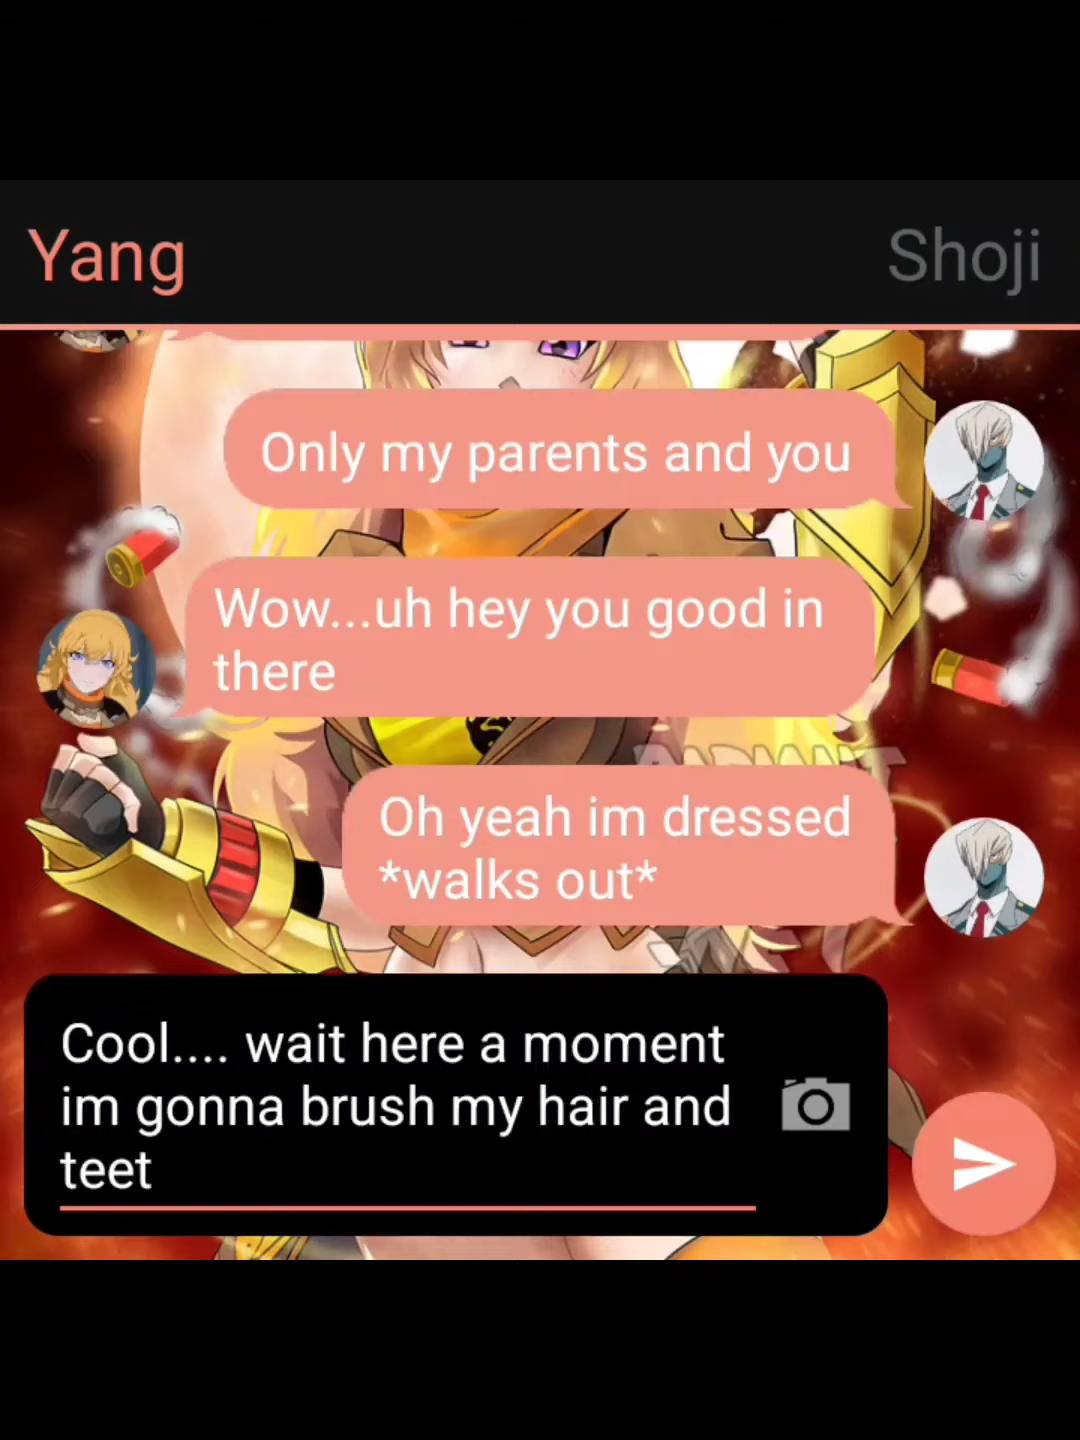 Yang
Shoji
Only my parents and you
Wow...uh hey you good in
there
RADIANT
Oh yeah im dressed
*walks out*
Cool.... wait here a moment
im gonna brush my hair and
teet